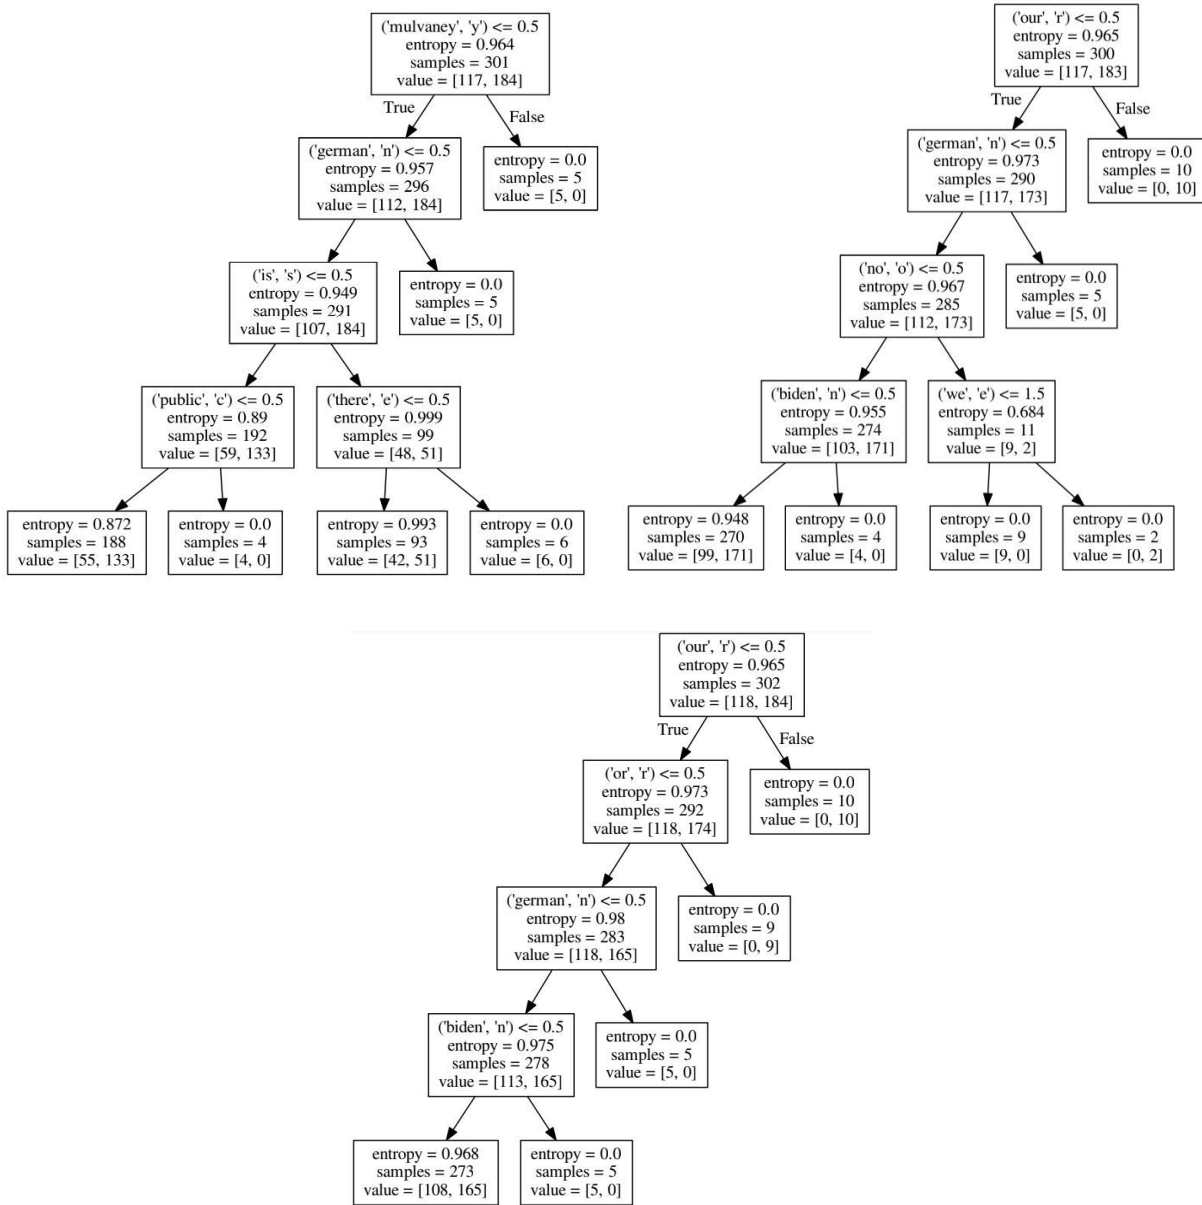 ('mulvaney', 'y') <= 0.5
entropy = 0.964
samples = 301
value = [117, 184]
True
False
('german', 'n') <= 0.5
entropy = 0.957
samples = 296
value = [112, 184]
entropy = 0.0
samples = 5
value = [5, 0]
('is', 's') <= 0.5
entropy = 0.949
samples = 291
value = [107, 184]
entropy = 0.0
samples = 5
value = [5, 0]
('public', 'c') <= 0.5
entropy = 0.89
samples = 192
value = [59, 133]
('there', 'e') <= 0.5
entropy = 0.999
samples = 99
value = [48, 51]
entropy = 0.872
samples = 188
value = [55, 133]
entropy = 0.0
samples = 4
value = [4, 0]
entropy = 0.993
samples = 93
value = [42, 51]
entropy = 0.0
samples = 6
value = [6, 0]
('our', 'r') <= 0.5
entropy = 0.965
samples = 300
value = [117, 183]
True
False
('german', 'n') <= 0.5
entropy = 0.973
samples = 290
value = [117, 173]
entropy = 0.0
samples = 10
value = [0, 10]
('no', 'o') <= 0.5
entropy = 0.967
samples = 285
value = [112, 173]
entropy = 0.0
samples = 5
value = [5, 0]
('biden', 'n') <= 0.5
entropy = 0.955
samples = 274
value = [103, 171]
('we', 'e') <= 1.5
entropy = 0.684
samples = 11
value = [9, 2]
entropy = 0.948
samples = 270
value = [99, 171]
entropy = 0.0
samples = 4
value = [4, 0]
entropy = 0.0
samples = 9
value = [9, 0]
entropy = 0.0
samples = 2
value = [0, 2]
('our', 'r') <= 0.5
entropy = 0.965
samples = 302
value = [118, 184]
True
False
('or', 'r') <= 0.5
entropy = 0.973
samples = 292
value = [118, 174]
entropy = 0.0
samples = 10
value = [0, 10]
('german', 'n') <= 0.5
entropy = 0.98
samples = 283
value = [118, 165]
entropy = 0.0
samples = 9
value = [0, 9]
('biden', 'n') <= 0.5
entropy = 0.975
samples = 278
value = [113, 165]
entropy = 0.0
samples = 5
value = [5, 0]
entropy = 0.968
samples = 273
value = [108, 165]
entropy = 0.0
samples = 5
value = [5, 0]